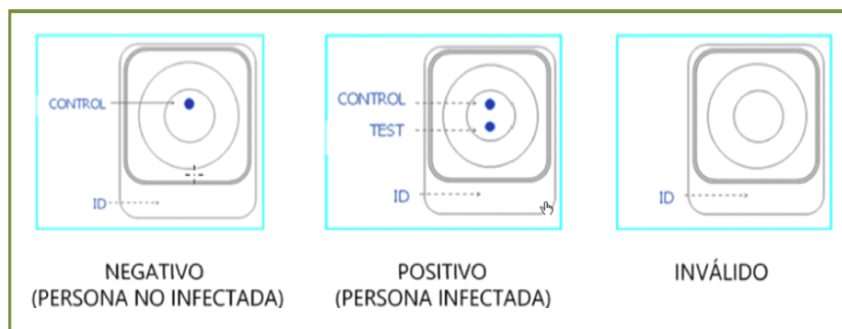 CONTROL
ID
NEGATIVO
(PERSONA NO INFECTADA)
CONTROL
TEST
ID
POSITIVO
(PERSONA INFECTADA)
ID
INVÁLIDO